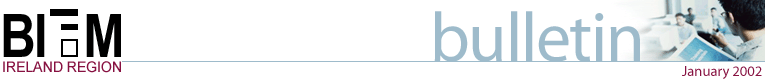 BIFM
IRELAND REGION
bulletin
January 2002